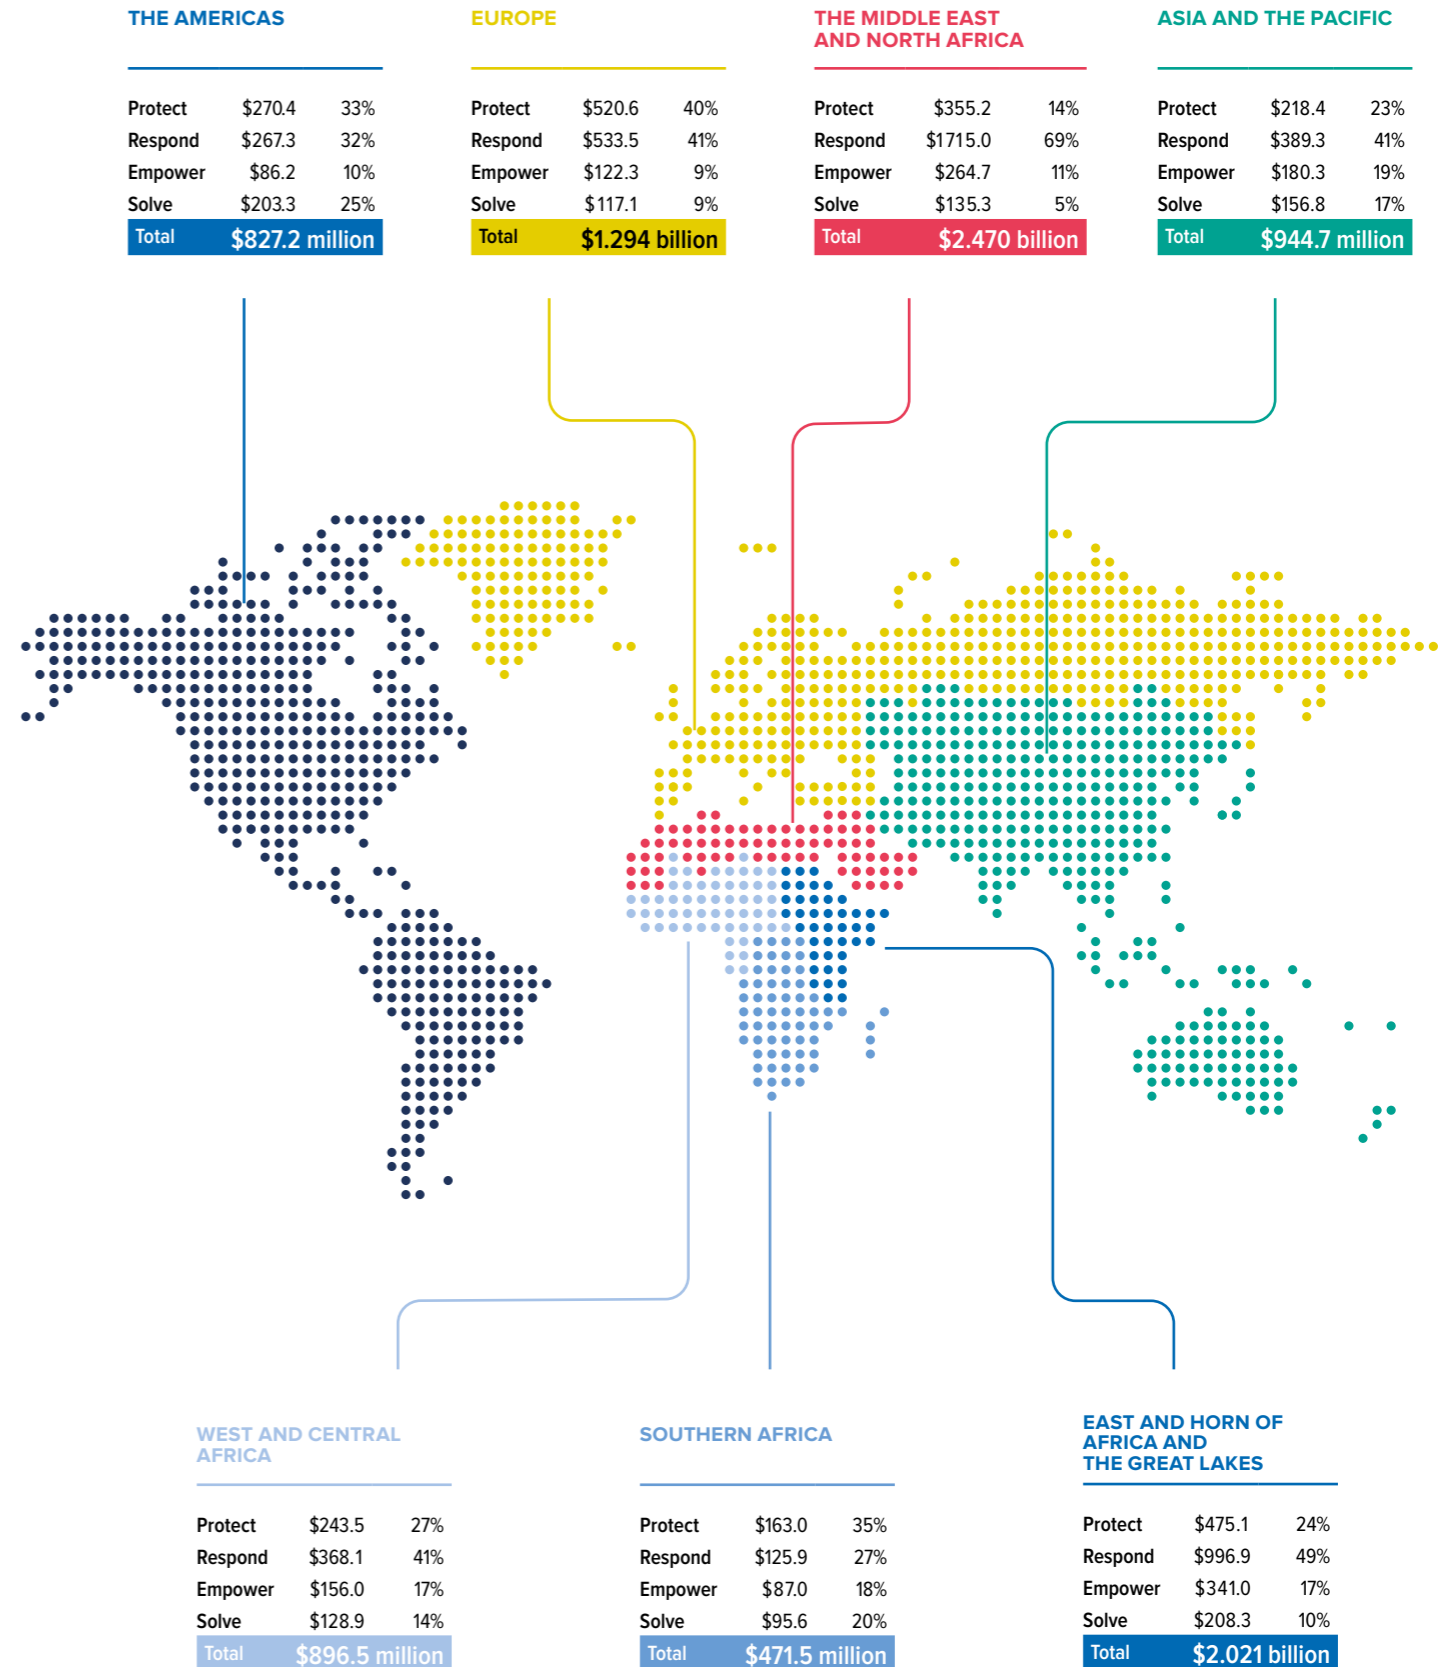 THE AMERICAS
Protect $270.4 33%
Respond $267.3 32%
Empower $86.2 10%
Solve $203.3 25%
Total $827.2 million
EUROPE
Protect $520.6 40%
Respond $533.5 41%
Empower $122.3 9%
Solve $117.1 9%
Total $1.294 billion
THE MIDDLE EAST
AND NORTH AFRICA
Protect $355.2 14%
Respond $1715.0 69%
Empower $264.7 11%
Solve $135.3 5%
Total $2.470 billion
ASIA AND THE PACIFIC
Protect $218.4 23%
Respond $389.3 41%
Empower $180.3 19%
Solve $156.8 17%
Total $944.7 million
WEST AND CENTRAL
AFRICA
Protect $243.5 27%
Respond $368.1 41%
Empower $156.0 17%
Solve $128.9 14%
Total $896.5 million
SOUTHERN AFRICA
Protect $163.0 35%
Respond $125.9 27%
Empower $87.0 18%
Solve $95.6 20%
Total $471.5 million
EAST AND HORN OF
AFRICA AND
THE GREAT LAKES
Protect $475.1 24%
Respond $996.9 49%
Empower $341.0 17%
Solve $208.3 10%
Total $2.021 billion